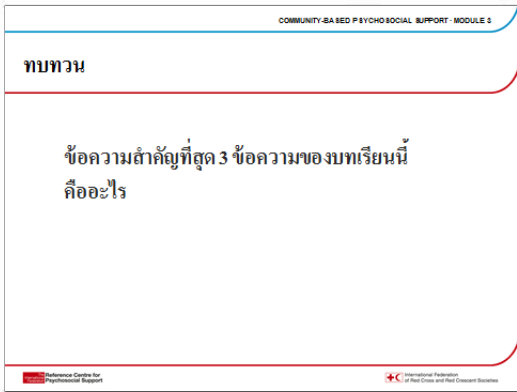 COMMUNITY-BASED PSYCHOSOCIAL SUPPORT - MODULE 3
ทบทวน
ข้อความสำคัญที่สุด 3 ข้อความของบทเรียนนี้
คืออะไร
Reference Centre for
Psychosocial Support
International Federation
of Red Cross and Red Crescent Societies